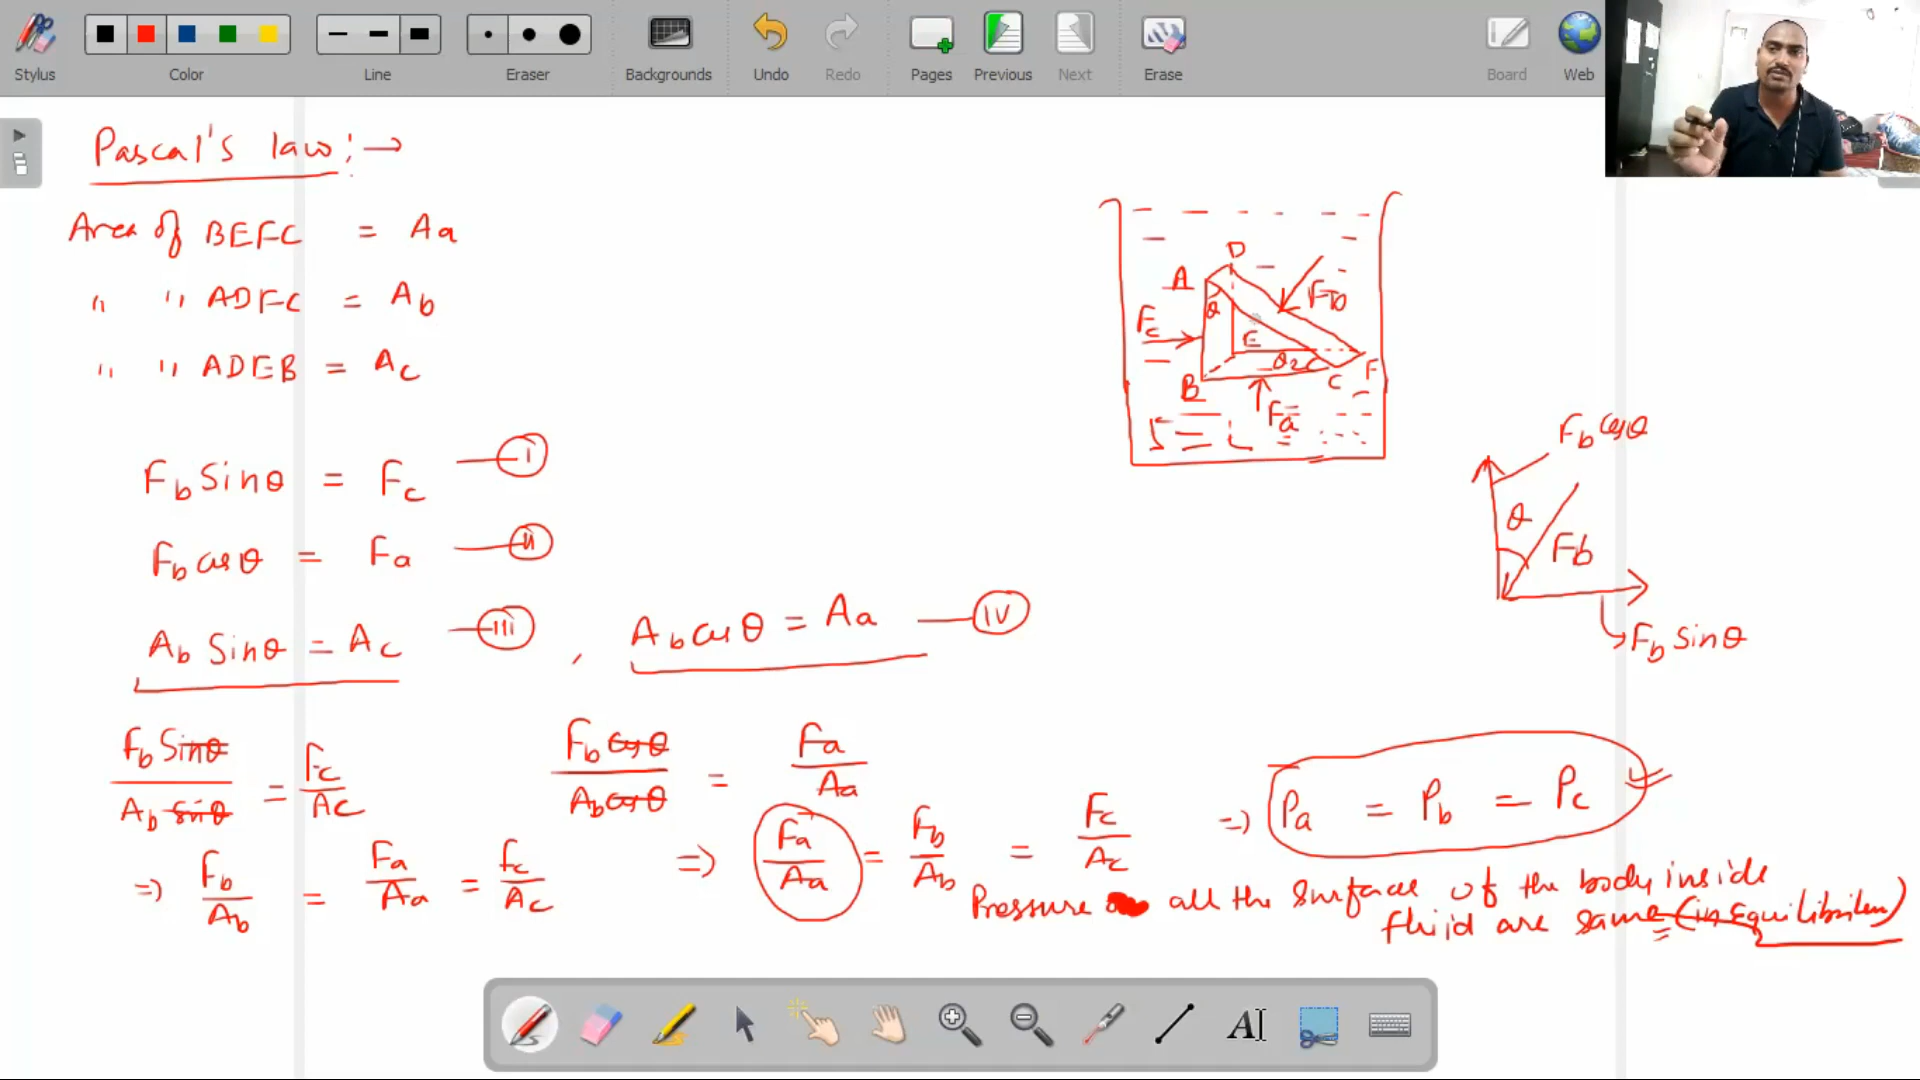 Stylus Color Line Eraser Backgrounds Undo Redo Pages Previous Next Erase Board Web
Pascal's law :→
Area of BEFC = Aa
" " ADFC = Ab
" " ADEB = Ac
Fb Sinθ = Fc — I
Fb cosθ = Fa — II
Ab Sinθ = Ac — III , Ab cosθ = Aa — IV
Fb Sinθ / Ab sinθ = Fc / Ac
Fb cosθ / Ab cosθ = Fa / Aa
=> Fb / Ab = Fa / Aa = Fc / Ac
=> Fa / Aa = Fb / Ab = Fc / Ac
=> Pa = Pb = Pc
Pressure all the surface of the body inside
fluid are same (in Equilibrium)
D
A
Fb
θ
Fc
E
B
C
F
Fa
Fb cosθ
θ
Fb
Fb Sinθ